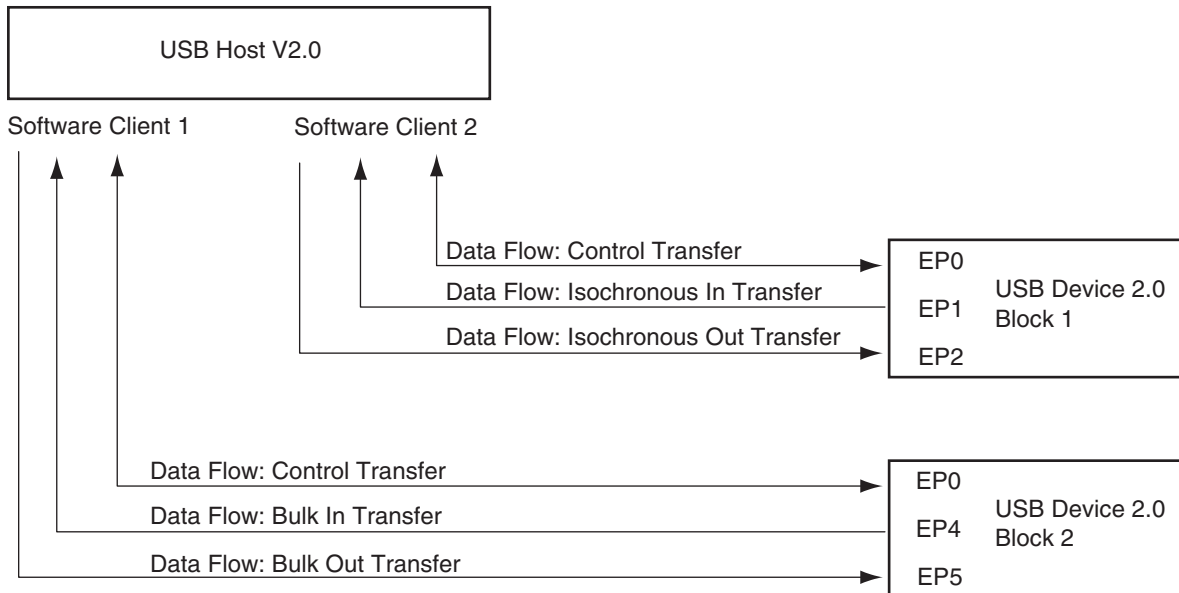 USB Host V2.0
Software Client 1
Software Client 2
Data Flow: Control Transfer
Data Flow: Isochronous In Transfer
Data Flow: Isochronous Out Transfer
EP0
EP1
EP2
USB Device 2.0
Block 1
Data Flow: Control Transfer
Data Flow: Bulk In Transfer
Data Flow: Bulk Out Transfer
EP0
EP4
EP5
USB Device 2.0
Block 2